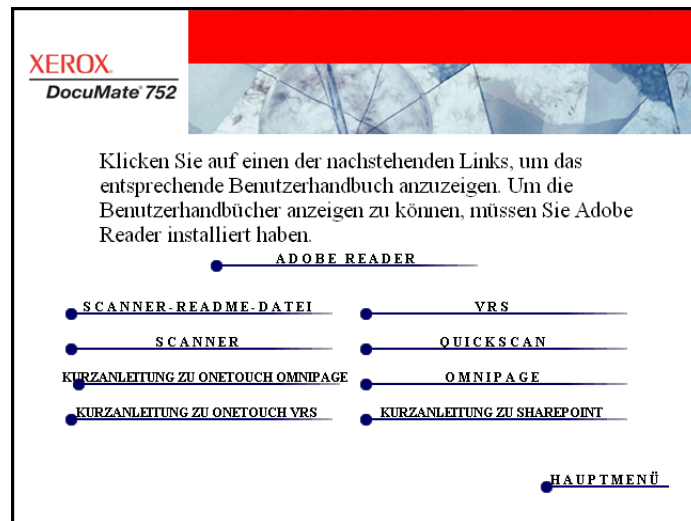 XEROX
DocuMate® 752
Klicken Sie auf einen der nachstehenden Links, um das
entsprechende Benutzerhandbuch anzuzeigen. Um die
Benutzerhandbücher anzeigen zu können, müssen Sie Adobe
Reader installiert haben.
ADOBE READER
SCANNER-README-DATEI
VRS
SCANNER
QUICKSCAN
KURZANLEITUNG ZU ONETOUCH OMNIPAGE
OMNIPAGE
KURZANLEITUNG ZU ONETOUCH VRS
KURZANLEITUNG ZU SHAREPOINT
HAUPTMENÜ